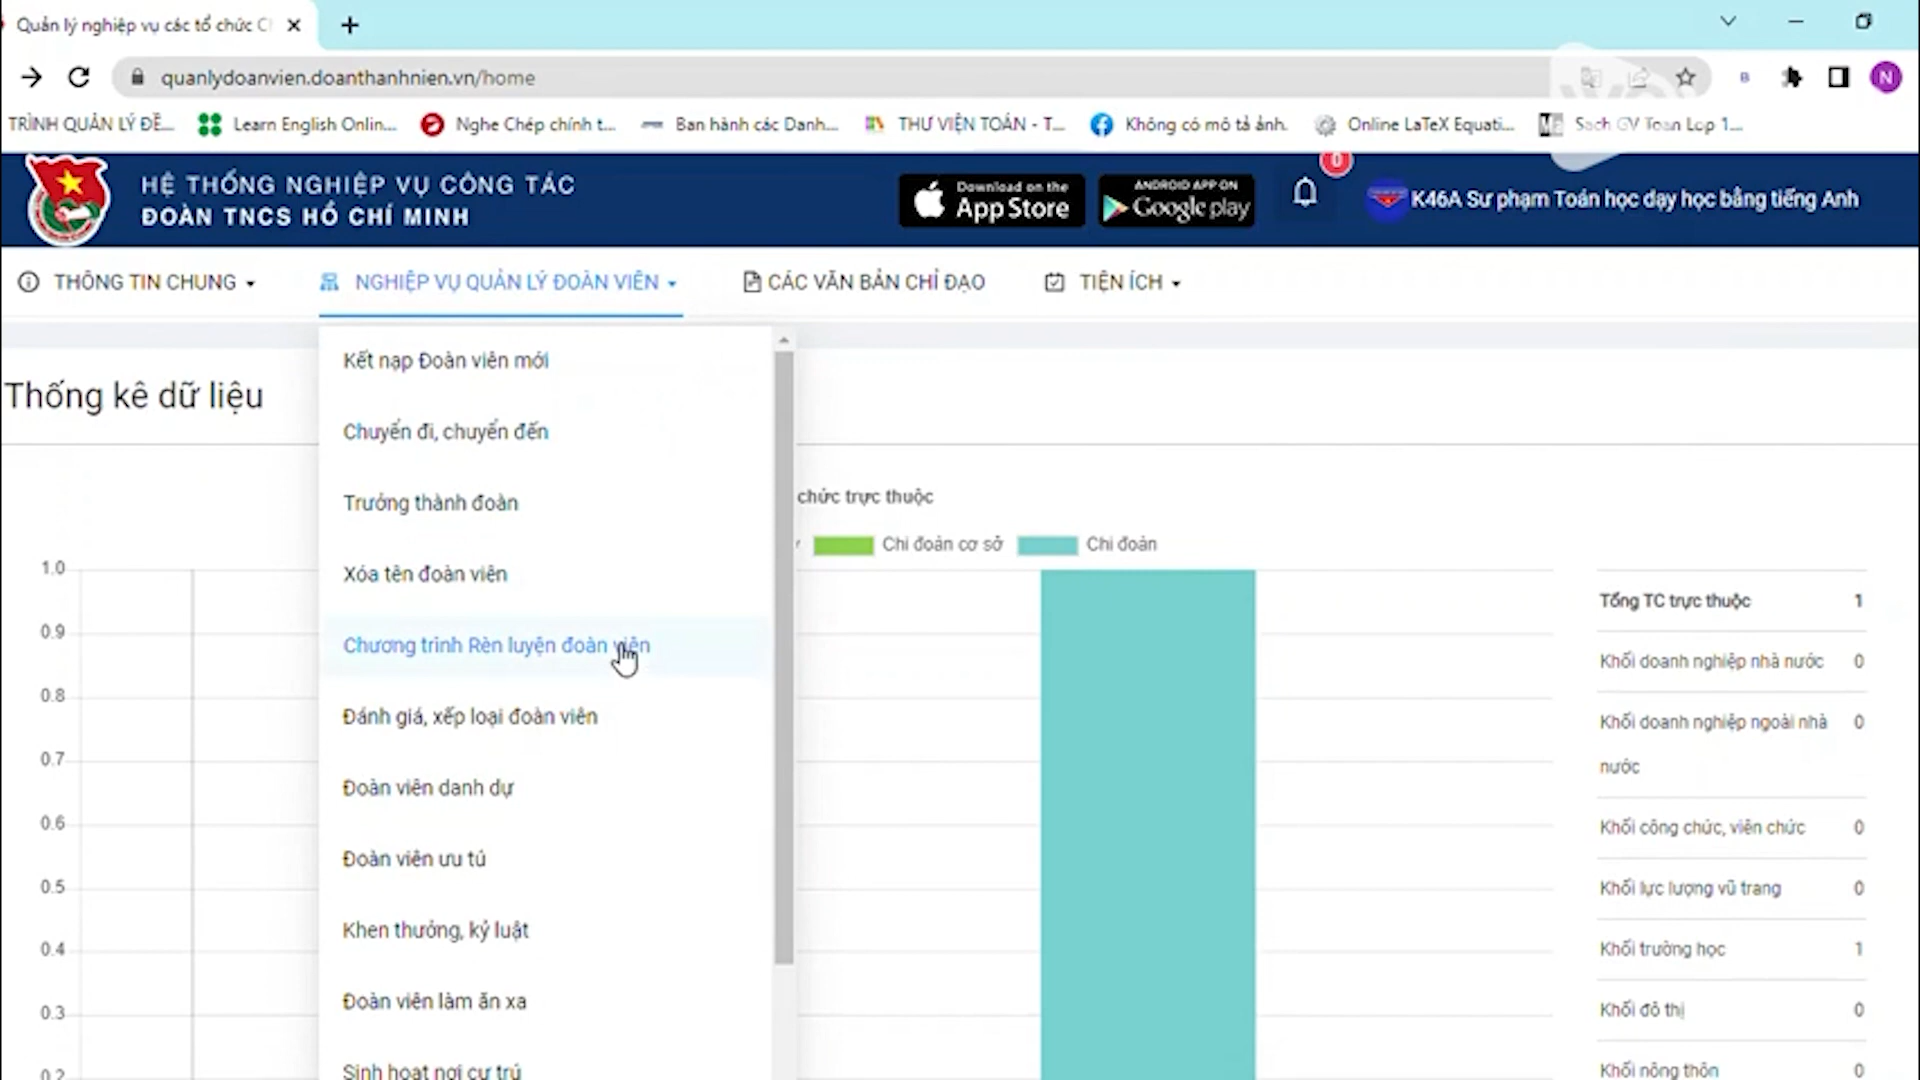 Quản lý nghiệp vụ các tổ chức
quanlydoanvien.doanthanhnien.vn/home
B
N
TRÌNH QUẢN LÝ ĐỀ...
Learn English Onlin...
Nghe Chép chính t...
Ban hành các Danh...
THƯ VIỆN TOÁN - T...
Không có mô tả ảnh.
Online LaTeX Equati...
Sach GV Toan Lop 1...
HỆ THỐNG NGHIỆP VỤ CÔNG TÁC
ĐOÀN TNCS HỒ CHÍ MINH
Download on the
App Store
ANDROID APP ON
Google play
0
K46A Sư phạm Toán học dạy học bằng tiếng Anh
THÔNG TIN CHUNG
NGHIỆP VỤ QUẢN LÝ ĐOÀN VIÊN
CÁC VĂN BẢN CHỈ ĐẠO
TIỆN ÍCH
Thống kê dữ liệu
Kết nạp Đoàn viên mới
Chuyển đi, chuyển đến
Trưởng thành đoàn
Xóa tên đoàn viên
Chương trình Rèn luyện đoàn viên
Đánh giá, xếp loại đoàn viên
Đoàn viên danh dự
Đoàn viên ưu tú
Khen thưởng, kỷ luật
Đoàn viên làm ăn xa
Sinh hoạt nơi cư trú
chức trực thuộc
Chi đoàn cơ sở
Chi đoàn
1.0
0.9
0.8
0.7
0.6
0.5
0.4
0.3
0.2
Tổng TC trực thuộc 1
Khối doanh nghiệp nhà nước 0
Khối doanh nghiệp ngoài nhà 0
nước
Khối công chức, viên chức 0
Khối lực lượng vũ trang 0
Khối trường học 1
Khối đô thị 0
Khối nông thôn 0